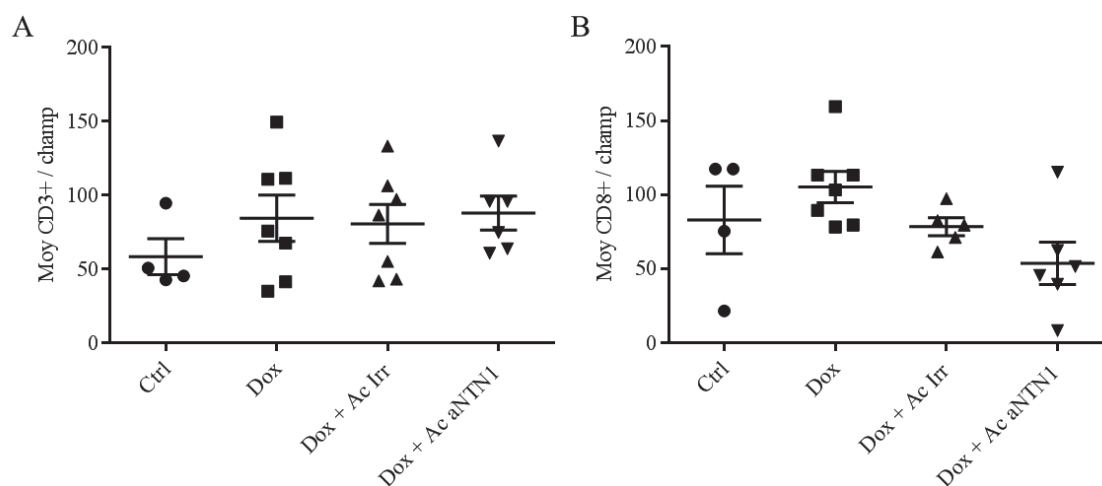 A
Moy CD3+ / champ
200
150
100
50
0
Ctrl
Dox
Dox + Ac Irr
Dox + Ac aNTN1
B
Moy CD8+ / champ
200
150
100
50
0
Ctrl
Dox
Dox + Ac Irr
Dox + Ac aNTN1